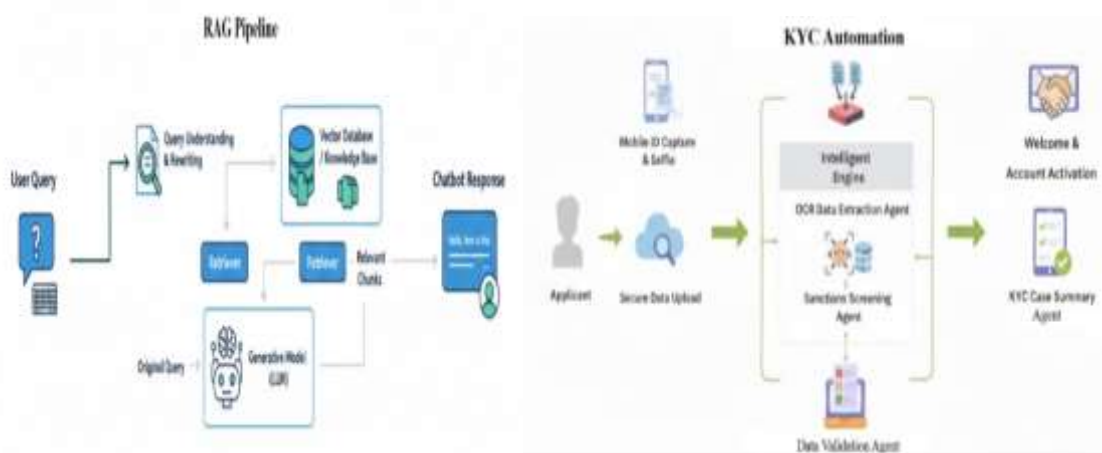 RAG Pipeline
Query Understanding
& Rewriting
Vector Database
/ Knowledge Base
User Query
?
Chatbot Response
Retriever
Retriever
Relevant
Chunks
Original Query
Generative Model
(LLM)
KYC Automation
Mobile ID Capture
& Selfie
Intelligent
Engine
OCR Data Extraction Agent
Applicant
Secure Data Upload
Sanctions Screening
Agent
Data Validation Agent
Welcome &
Account Activation
KYC Case Summary
Agent